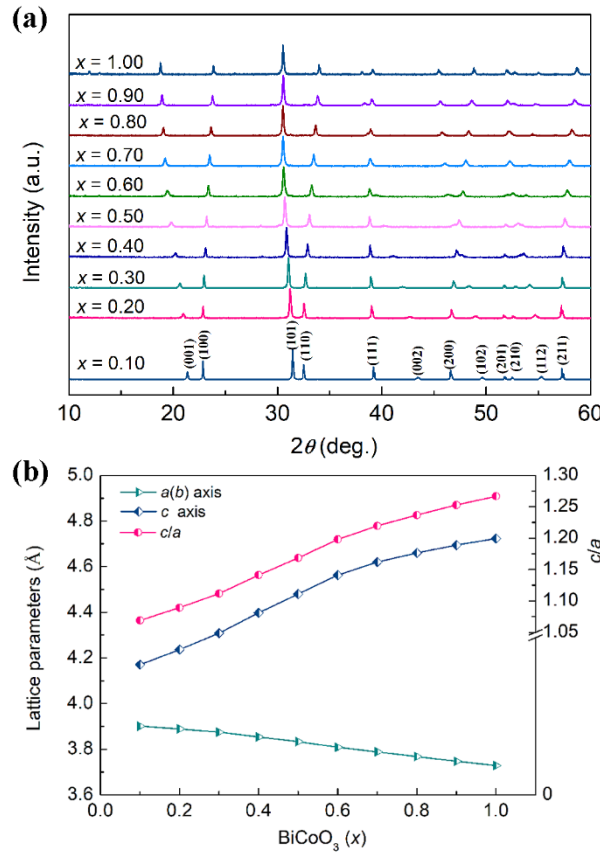 (a)
Intensity (a.u.)
x = 1.00
x = 0.90
x = 0.80
x = 0.70
x = 0.60
x = 0.50
x = 0.40
x = 0.30
x = 0.20
x = 0.10
(001)
(100)
(101)
(110)
(111)
(002)
(200)
(102)
(201)
(210)
(112)
(211)
10 20 30 40 50 60
2θ (deg.)
(b)
Lattice parameters (Å)
5.0
4.8
4.6
4.4
4.2
4.0
3.8
3.6
a(b) axis
c axis
c/a
1.30
1.25
1.20
1.15
1.10
1.05
0
c/a
0.0 0.2 0.4 0.6 0.8 1.0
BiCoO₃ (x)